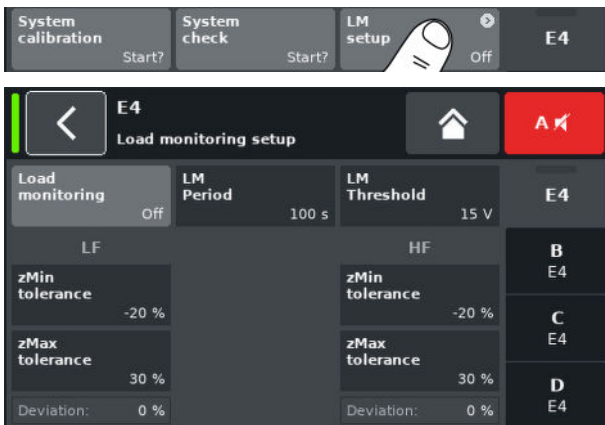 System calibration
Start?
System check
Start?
LM setup
Off
E4
E4
Load monitoring setup
A
Load monitoring
Off
LM Period
100 s
LM Threshold
15 V
E4
LF
HF
B
E4
zMin tolerance
-20 %
zMin tolerance
-20 %
C
E4
zMax tolerance
30 %
zMax tolerance
30 %
D
E4
Deviation: 0 %
Deviation: 0 %